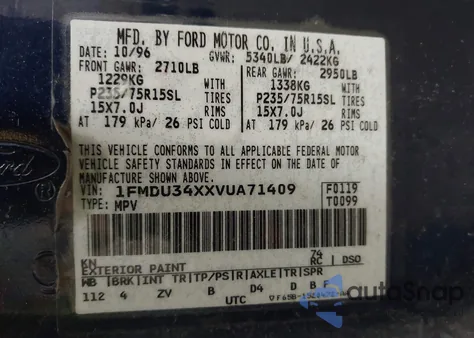 MFD. BY FORD MOTOR CO. IN U.S.A.
DATE: 10/96 GVWR: 5340LB/ 2422KG
FRONT GAWR: 2710LB REAR GAWR: 2950LB
1229KG WITH 1338KG WITH
P235/75R15SL TIRES P235/75R15SL TIRES
15X7.0J RIMS 15X7.0J RIMS
AT 179 kPa/ 26 PSI COLD AT 179 kPa/ 26 PSI COLD
THIS VEHICLE CONFORMS TO ALL APPLICABLE FEDERAL MOTOR
VEHICLE SAFETY STANDARDS IN EFFECT ON THE DATE OF
MANUFACTURE SHOWN ABOVE.
VIN: 1FMDU34XXVUA71409 F0119
TYPE: MPV T0099
KN 74
EXTERIOR PAINT RC DSO
WB BRK INT TR TP/PS R AXLE TR SPR
112 4 ZV B D4 D BF
UTC
Ford
autoSnap